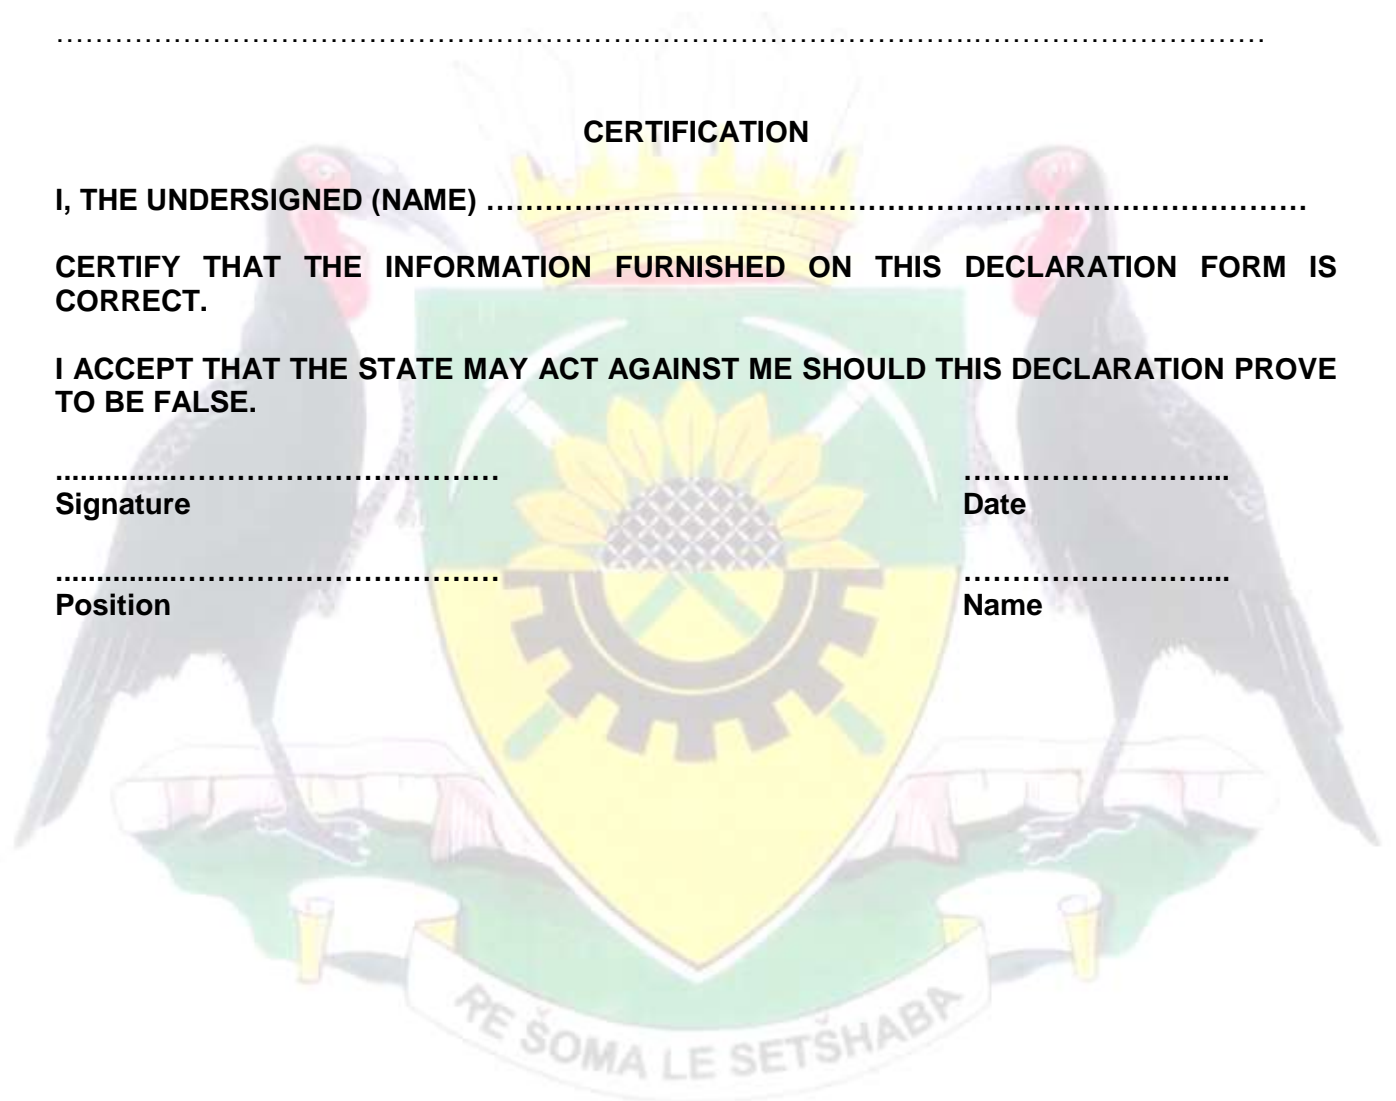 ……………………………………………………………………………………….…………………………
CERTIFICATION
I, THE UNDERSIGNED (NAME) …………………………………………………………………………
CERTIFY THAT THE INFORMATION FURNISHED ON THIS DECLARATION FORM IS
CORRECT.
I ACCEPT THAT THE STATE MAY ACT AGAINST ME SHOULD THIS DECLARATION PROVE
TO BE FALSE.
...............…………………………… ……………………....
Signature Date
...............…………………………… ……………………....
Position Name
RE ŠOMA LE SETŠHABA